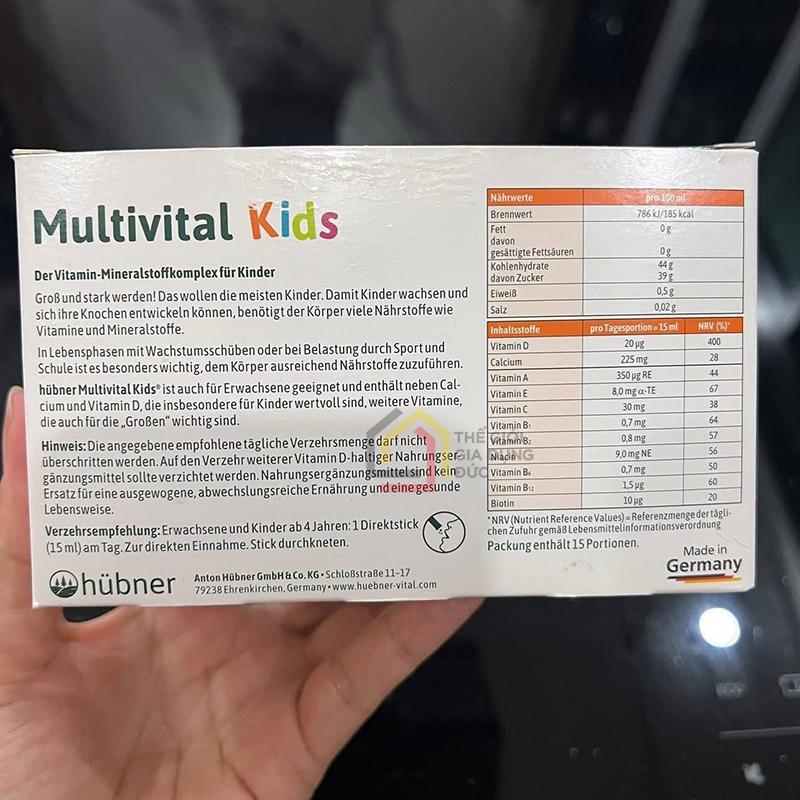 Multivital Kids
Der Vitamin-Mineralstoffkomplex für Kinder
Groß und stark werden! Das wollen die meisten Kinder. Damit Kinder wachsen und
sich ihre Knochen entwickeln können, benötigt der Körper viele Nährstoffe wie
Vitamine und Mineralstoffe.
In Lebensphasen mit Wachstumsschüben oder bei Belastung durch Sport und
Schule ist es besonders wichtig, dem Körper ausreichend Nährstoffe zuzuführen.
hübner Multivital Kids® ist auch für Erwachsene geeignet und enthält neben Cal-
cium und Vitamin D, die insbesondere für Kinder wertvoll sind, weitere Vitamine,
die auch für die „Großen" wichtig sind.
Hinweis: Die angegebene empfohlene tägliche Verzehrsmenge darf nicht
überschritten werden. Auf den Verzehr weiterer Vitamin D-haltiger Nahrungser-
gänzungsmittel sollte verzichtet werden. Nahrungsergänzungsmittel sind kein
Ersatz für eine ausgewogene, abwechslungsreiche Ernährung und eine gesunde
Lebensweise.
Verzehrsempfehlung: Erwachsene und Kinder ab 4 Jahren: 1 Direktstick
(15 ml) am Tag. Zur direkten Einnahme. Stick durchkneten.
hübner
Anton Hübner GmbH & Co. KG • Schloßstraße 11–17
79238 Ehrenkirchen, Germany • www.huebner-vital.com
Nährwerte pro 100 ml
Brennwert 786 kJ/185 kcal
Fett 0 g
davon
gesättigte Fettsäuren 0 g
Kohlenhydrate 44 g
davon Zucker 39 g
Eiweiß 0,5 g
Salz 0,02 g
Inhaltsstoffe pro Tagesportion = 15 ml NRV (%)*
Vitamin D 20 µg 400
Calcium 225 mg 28
Vitamin A 350 µg RE 44
Vitamin E 8,0 mg α-TE 67
Vitamin C 30 mg 38
Vitamin B1 0,7 mg 64
Vitamin B2 0,8 mg 57
Niacin 9,0 mg NE 56
Vitamin B6 0,7 mg 50
Vitamin B12 1,5 µg 60
Biotin 10 µg 20
*NRV (Nutrient Reference Values) = Referenzmenge der tägli-
chen Zufuhr gemäß Lebensmittelinformationsverordnung
Packung enthält 15 Portionen.
Made in
Germany
THẾ GIỚI
GIA DỤNG
ĐỨC